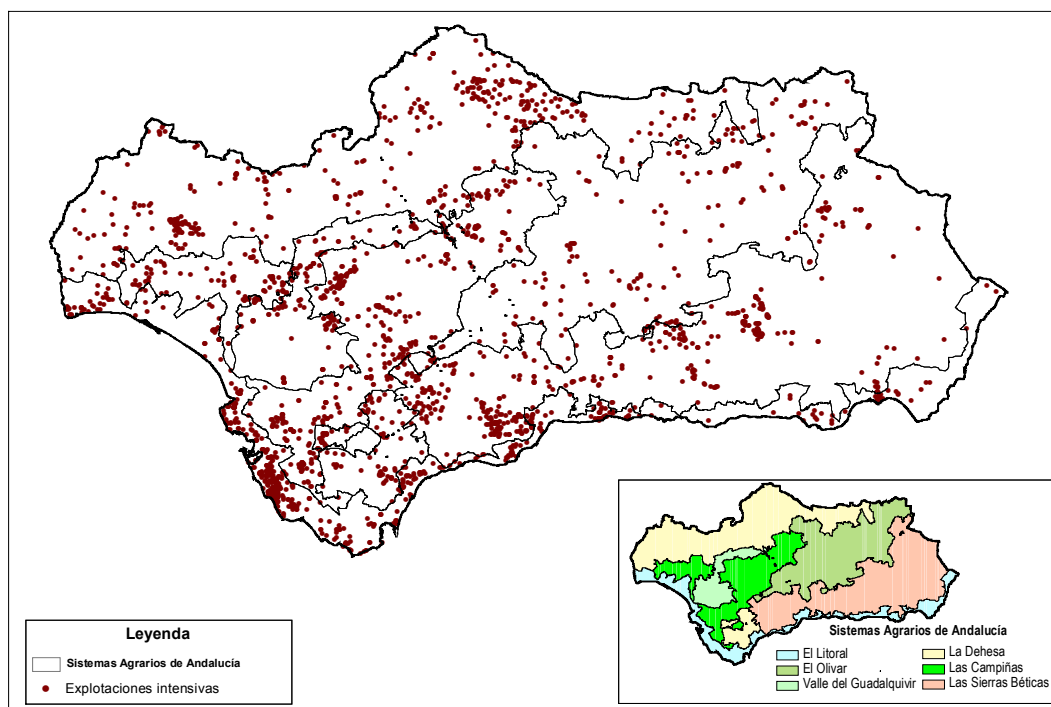 Leyenda
Sistemas Agrarios de Andalucía
Explotaciones intensivas
Sistemas Agrarios de Andalucía
El Litoral
La Dehesa
El Olivar
Las Campiñas
Valle del Guadalquivir
Las Sierras Béticas